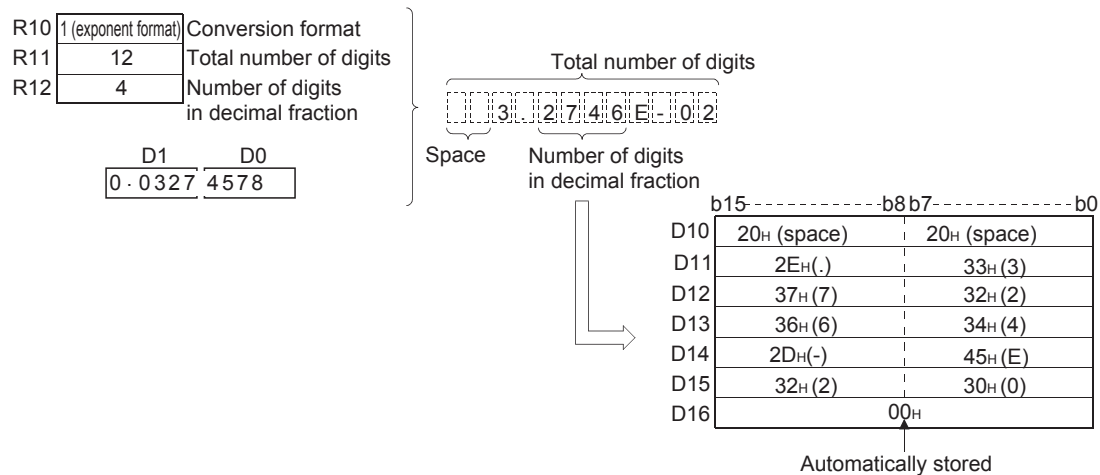 R10 1 (exponent format) Conversion format
R11 12 Total number of digits
R12 4 Number of digits
in decimal fraction
D1 D0
0 . 0327 4578
Total number of digits
3 . 2 7 4 6 E - 0 2
Space
Number of digits
in decimal fraction
b15 b8 b7 b0
D10 20H (space) 20H (space)
D11 2EH(.) 33H (3)
D12 37H (7) 32H (2)
D13 36H (6) 34H (4)
D14 2DH(-) 45H (E)
D15 32H (2) 30H (0)
D16 00H
Automatically stored